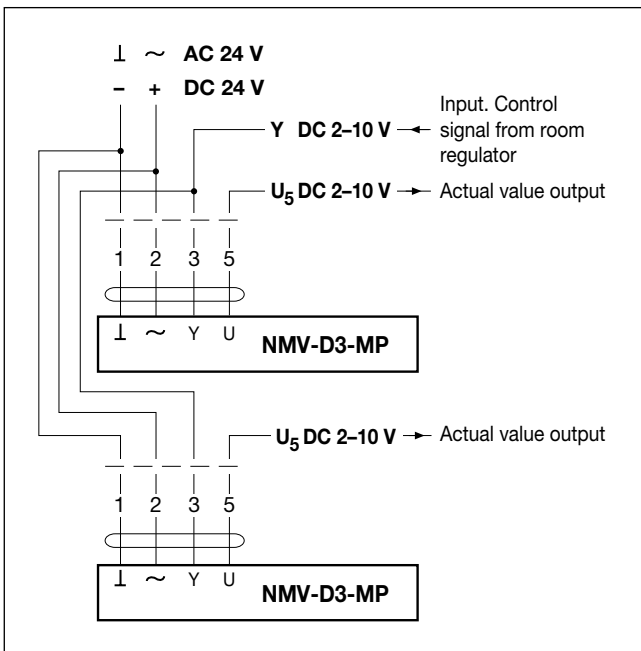 ⊥ ~ AC 24 V
− + DC 24 V
Y DC 2–10 V
Input. Control
signal from room
regulator
U5 DC 2–10 V
Actual value output
1 2 3 5
⊥ ~ Y U
NMV-D3-MP
U5 DC 2–10 V
Actual value output
1 2 3 5
⊥ ~ Y U
NMV-D3-MP